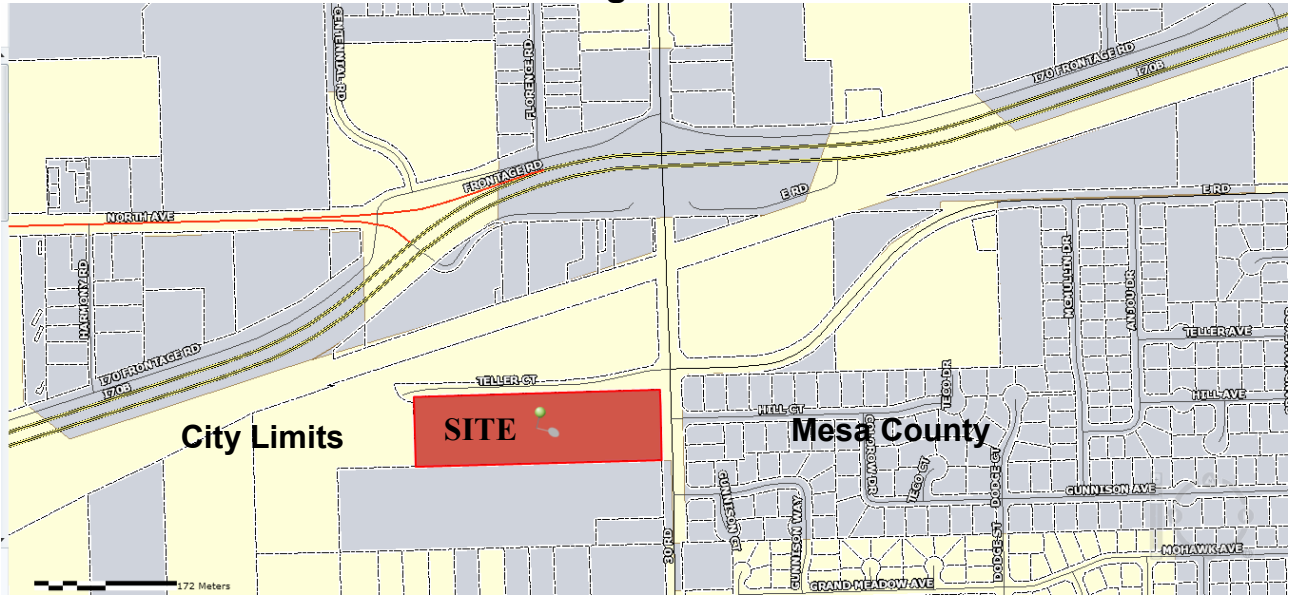 g
CENTENNIAL RD
FLORENCE RD
I70 FRONTAGE RD
I70B
FRONTAGE RD
E RD
E RD
NORTH AVE
HARMONY RD
MCMULLIN DR
ANJOU DR
TELLER AVE
I70 FRONTAGE RD
I70B
TELLER CT
TECO DR
HILL AVE
HILL CT
City Limits
SITE
Mesa County
TECO CT
DODGE CT
GUNNISON CT
GUNNISON WAY
GUNNISON AVE
30 RD
DODGE ST
MOHAWK AVE
GRAND MEADOW AVE
172 Meters